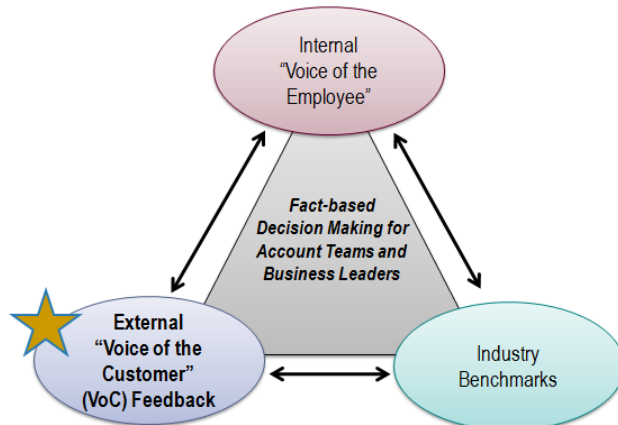 Internal
“Voice of the
Employee”
Fact-based
Decision Making for
Account Teams and
Business Leaders
External
“Voice of the
Customer”
(VoC) Feedback
Industry
Benchmarks